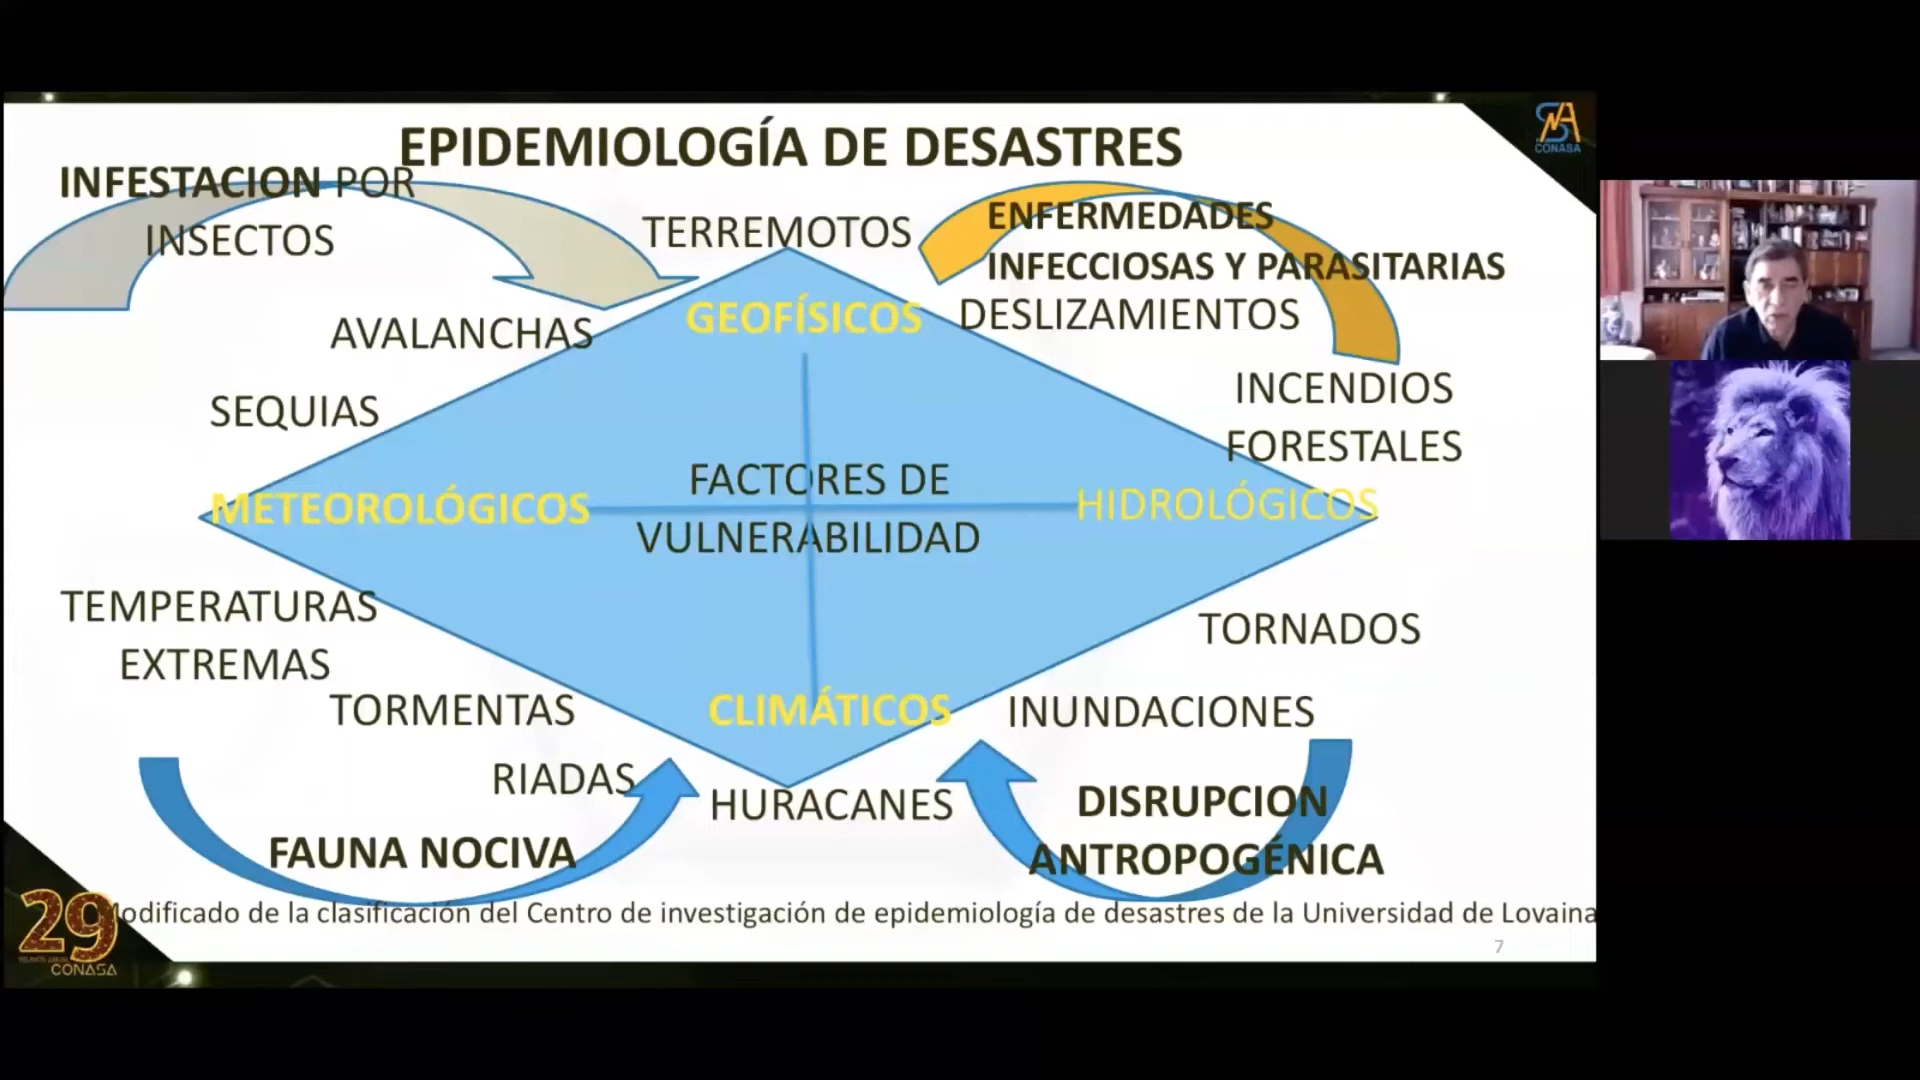 EPIDEMIOLOGÍA DE DESASTRES
CONASA
INFESTACION POR
INSECTOS
TERREMOTOS
ENFERMEDADES
INFECCIOSAS Y PARASITARIAS
GEOFÍSICOS
DESLIZAMIENTOS
AVALANCHAS
SEQUIAS
INCENDIOS
FORESTALES
FACTORES DE
VULNERABILIDAD
METEOROLÓGICOS
HIDROLÓGICOS
TEMPERATURAS
EXTREMAS
TORNADOS
TORMENTAS
CLIMÁTICOS
INUNDACIONES
RIADAS
HURACANES
DISRUPCION
ANTROPOGÉNICA
FAUNA NOCIVA
odificado de la clasificación del Centro de investigación de epidemiología de desastres de la Universidad de Lovaina
29
CONASA
7